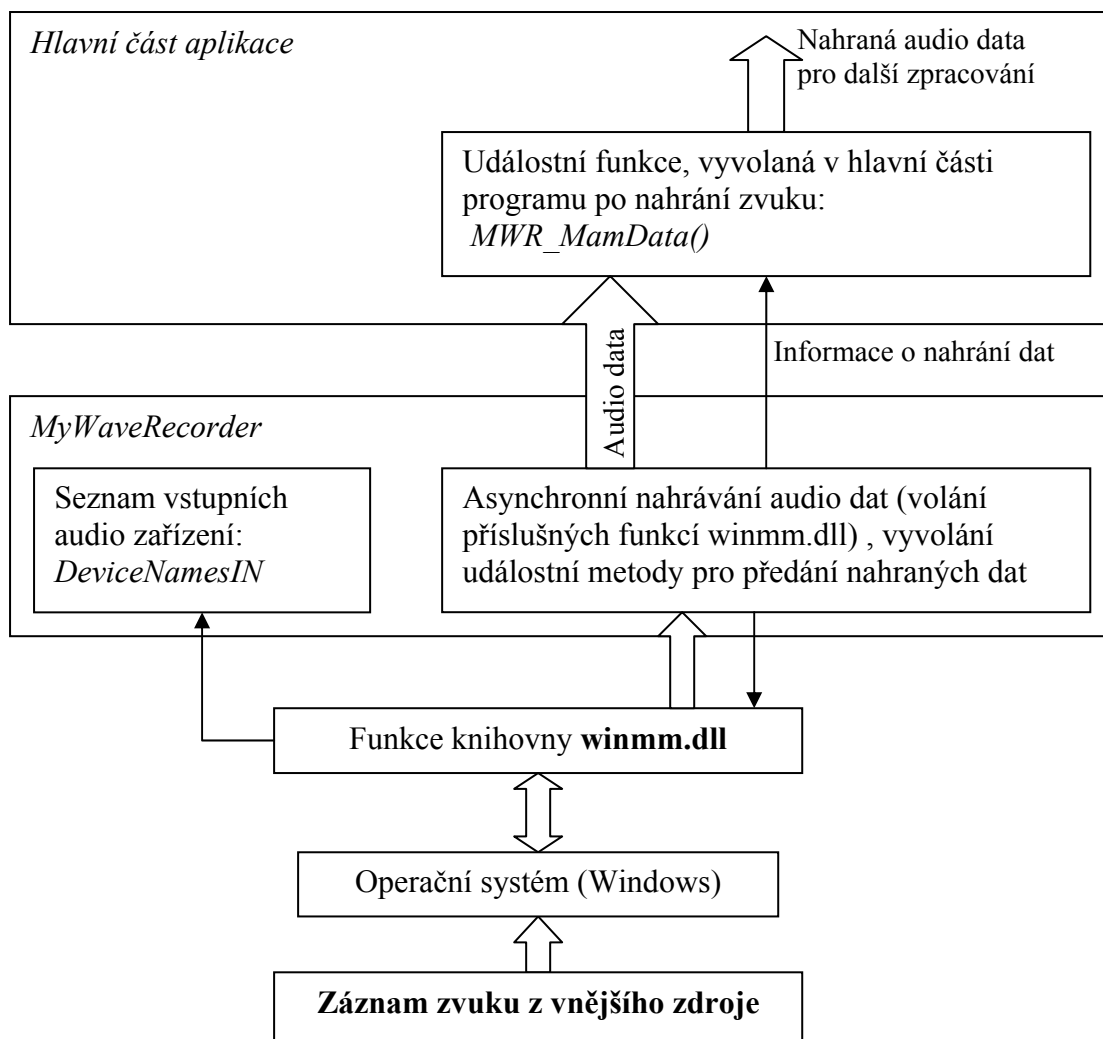 Hlavní část aplikace
Nahraná audio data
pro další zpracování
Událostní funkce, vyvolaná v hlavní části
programu po nahrání zvuku:
MWR_MamData()
Audio data
Informace o nahrání dat
MyWaveRecorder
Seznam vstupních
audio zařízení:
DeviceNamesIN
Asynchronní nahrávání audio dat (volání
příslušných funkcí winmm.dll) , vyvolání
událostní metody pro předání nahraných dat
Funkce knihovny winmm.dll
Operační systém (Windows)
Záznam zvuku z vnějšího zdroje